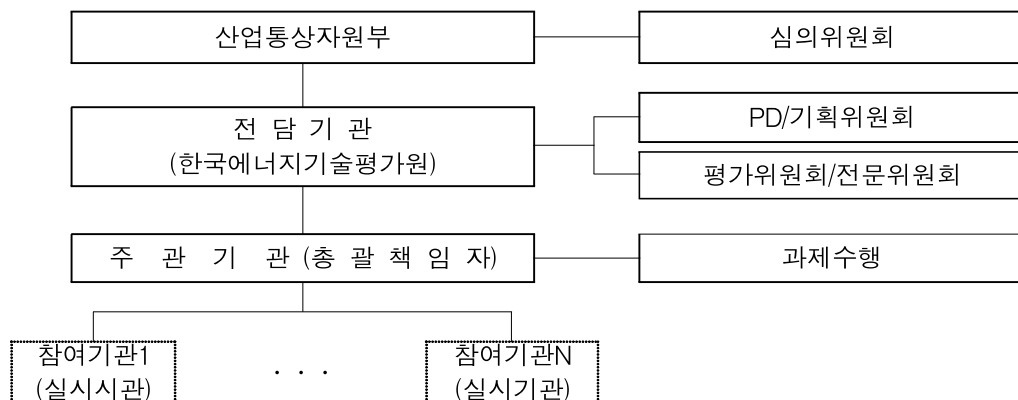 산업통상자원부
심의위원회
전 담 기 관
(한국에너지기술평가원)
PD/기획위원회
평가위원회/전문위원회
주 관 기 관 (총 괄 책 임 자)
과제수행
참여기관1
(실시시관)
· · ·
참여기관N
(실시기관)